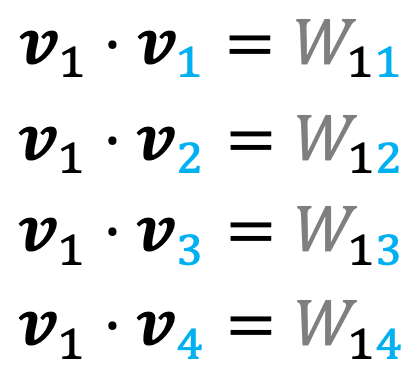 v₁ · v₁ = W₁₁
v₁ · v₂ = W₁₂
v₁ · v₃ = W₁₃
v₁ · v₄ = W₁₄